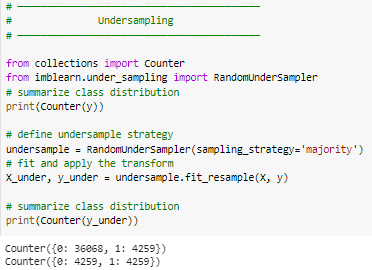 # ————————————————————————
# Undersampling
# ————————————————————————
from collections import Counter
from imblearn.under_sampling import RandomUnderSampler
# summarize class distribution
print(Counter(y))
# define undersample strategy
undersample = RandomUnderSampler(sampling_strategy='majority')
# fit and apply the transform
X_under, y_under = undersample.fit_resample(X, y)
# summarize class distribution
print(Counter(y_under))
Counter({0: 36068, 1: 4259})
Counter({0: 4259, 1: 4259})